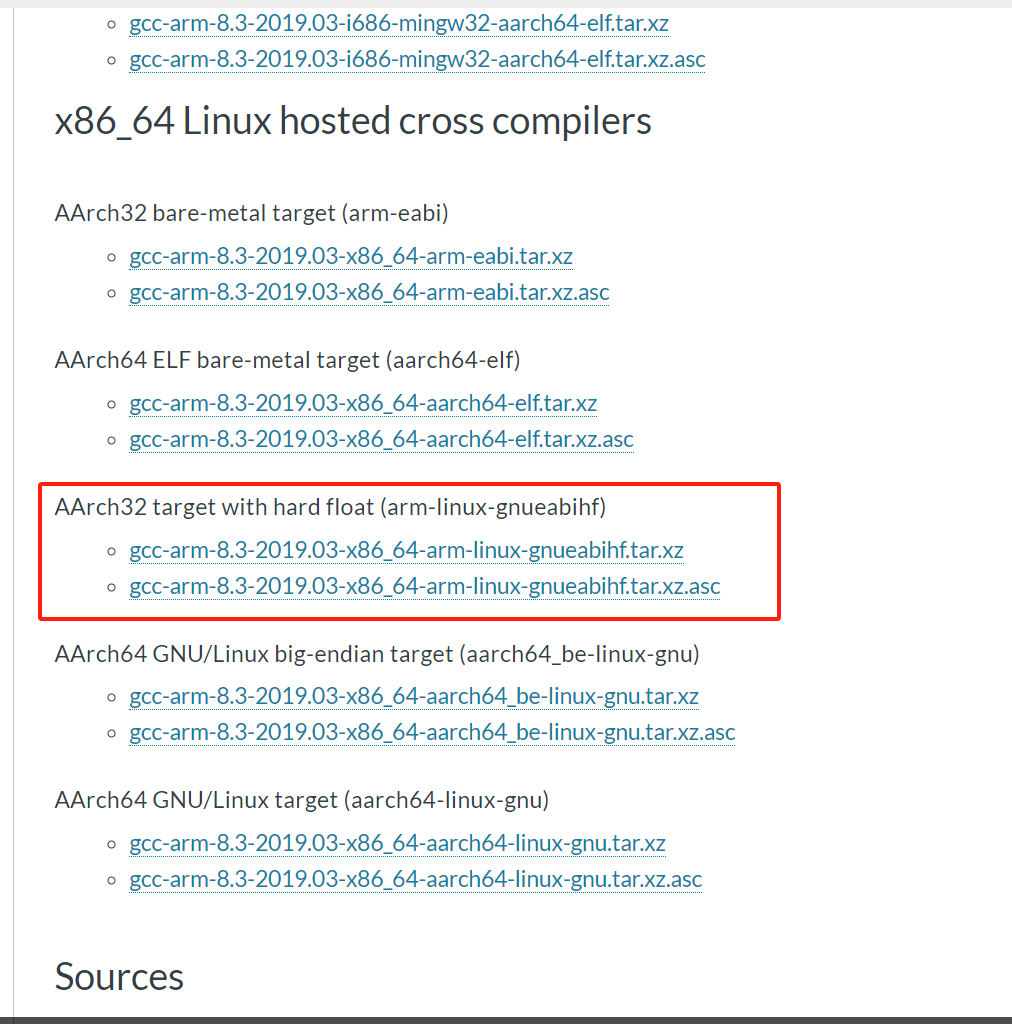 gcc-arm-8.3-2019.03-i686-mingw32-aarch64-elf.tar.xz
gcc-arm-8.3-2019.03-i686-mingw32-aarch64-elf.tar.xz.asc
x86_64 Linux hosted cross compilers
AArch32 bare-metal target (arm-eabi)
gcc-arm-8.3-2019.03-x86_64-arm-eabi.tar.xz
gcc-arm-8.3-2019.03-x86_64-arm-eabi.tar.xz.asc
AArch64 ELF bare-metal target (aarch64-elf)
gcc-arm-8.3-2019.03-x86_64-aarch64-elf.tar.xz
gcc-arm-8.3-2019.03-x86_64-aarch64-elf.tar.xz.asc
AArch32 target with hard float (arm-linux-gnueabihf)
gcc-arm-8.3-2019.03-x86_64-arm-linux-gnueabihf.tar.xz
gcc-arm-8.3-2019.03-x86_64-arm-linux-gnueabihf.tar.xz.asc
AArch64 GNU/Linux big-endian target (aarch64_be-linux-gnu)
gcc-arm-8.3-2019.03-x86_64-aarch64_be-linux-gnu.tar.xz
gcc-arm-8.3-2019.03-x86_64-aarch64_be-linux-gnu.tar.xz.asc
AArch64 GNU/Linux target (aarch64-linux-gnu)
gcc-arm-8.3-2019.03-x86_64-aarch64-linux-gnu.tar.xz
gcc-arm-8.3-2019.03-x86_64-aarch64-linux-gnu.tar.xz.asc
Sources